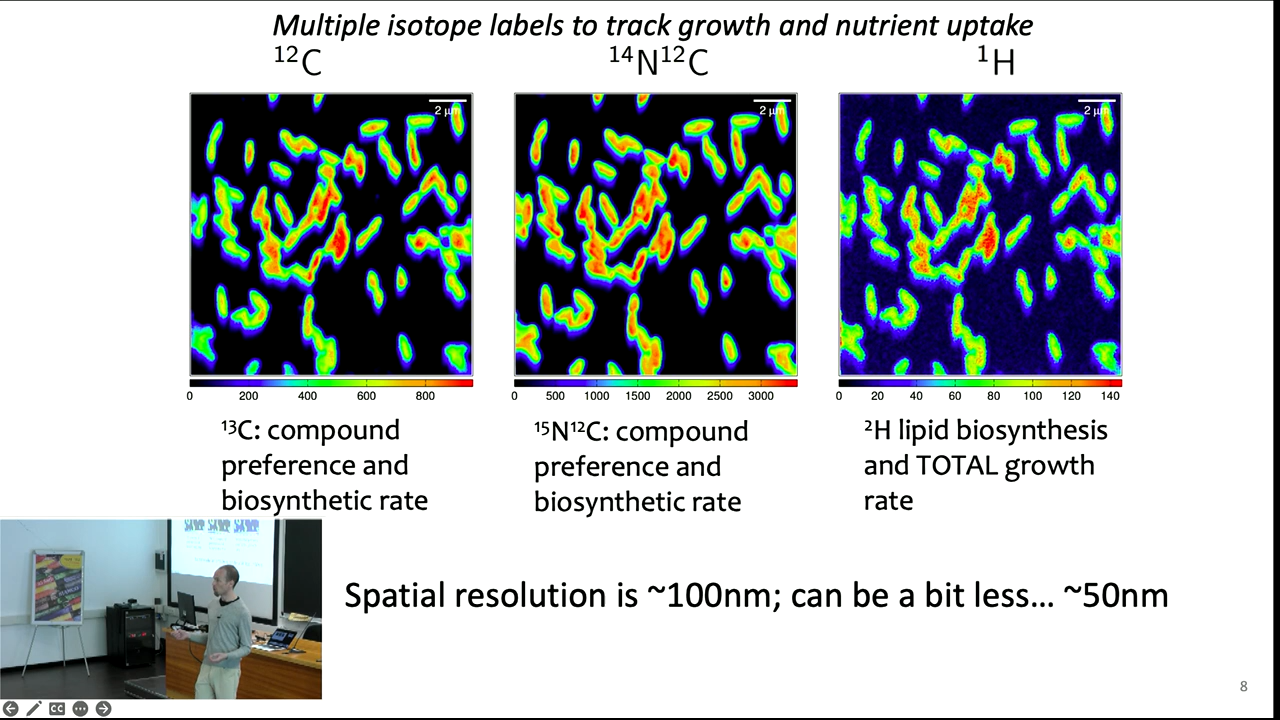 Multiple isotope labels to track growth and nutrient uptake
¹²C
¹⁴N¹²C
¹H
2 μm
2 μm
2 μm
0 200 400 600 800
0 500 1000 1500 2000 2500 3000
0 20 40 60 80 100 120 140
¹³C: compound
preference and
biosynthetic rate
¹⁵N¹²C: compound
preference and
biosynthetic rate
²H lipid biosynthesis
and TOTAL growth
rate
Spatial resolution is ~100nm; can be a bit less... ~50nm
8
CC